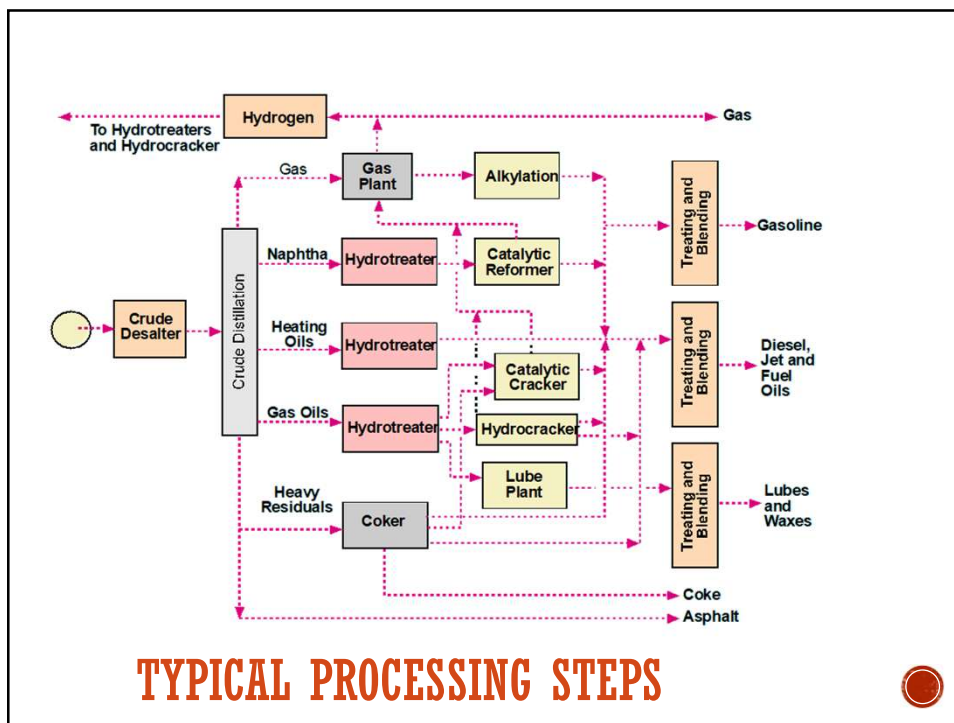 Hydrogen
Gas
To Hydrotreaters
and Hydrocracker
Gas
Gas
Plant
Alkylation
Treating and
Blending
Gasoline
Naphtha
Hydrotreater
Catalytic
Reformer
Crude
Desalter
Crude Distillation
Heating
Oils
Hydrotreater
Catalytic
Cracker
Treating and
Blending
Diesel,
Jet and
Fuel
Oils
Gas Oils
Hydrotreater
Hydrocracker
Lube
Plant
Treating and
Blending
Lubes
and
Waxes
Heavy
Residuals
Coker
Coke
Asphalt
TYPICAL PROCESSING STEPS